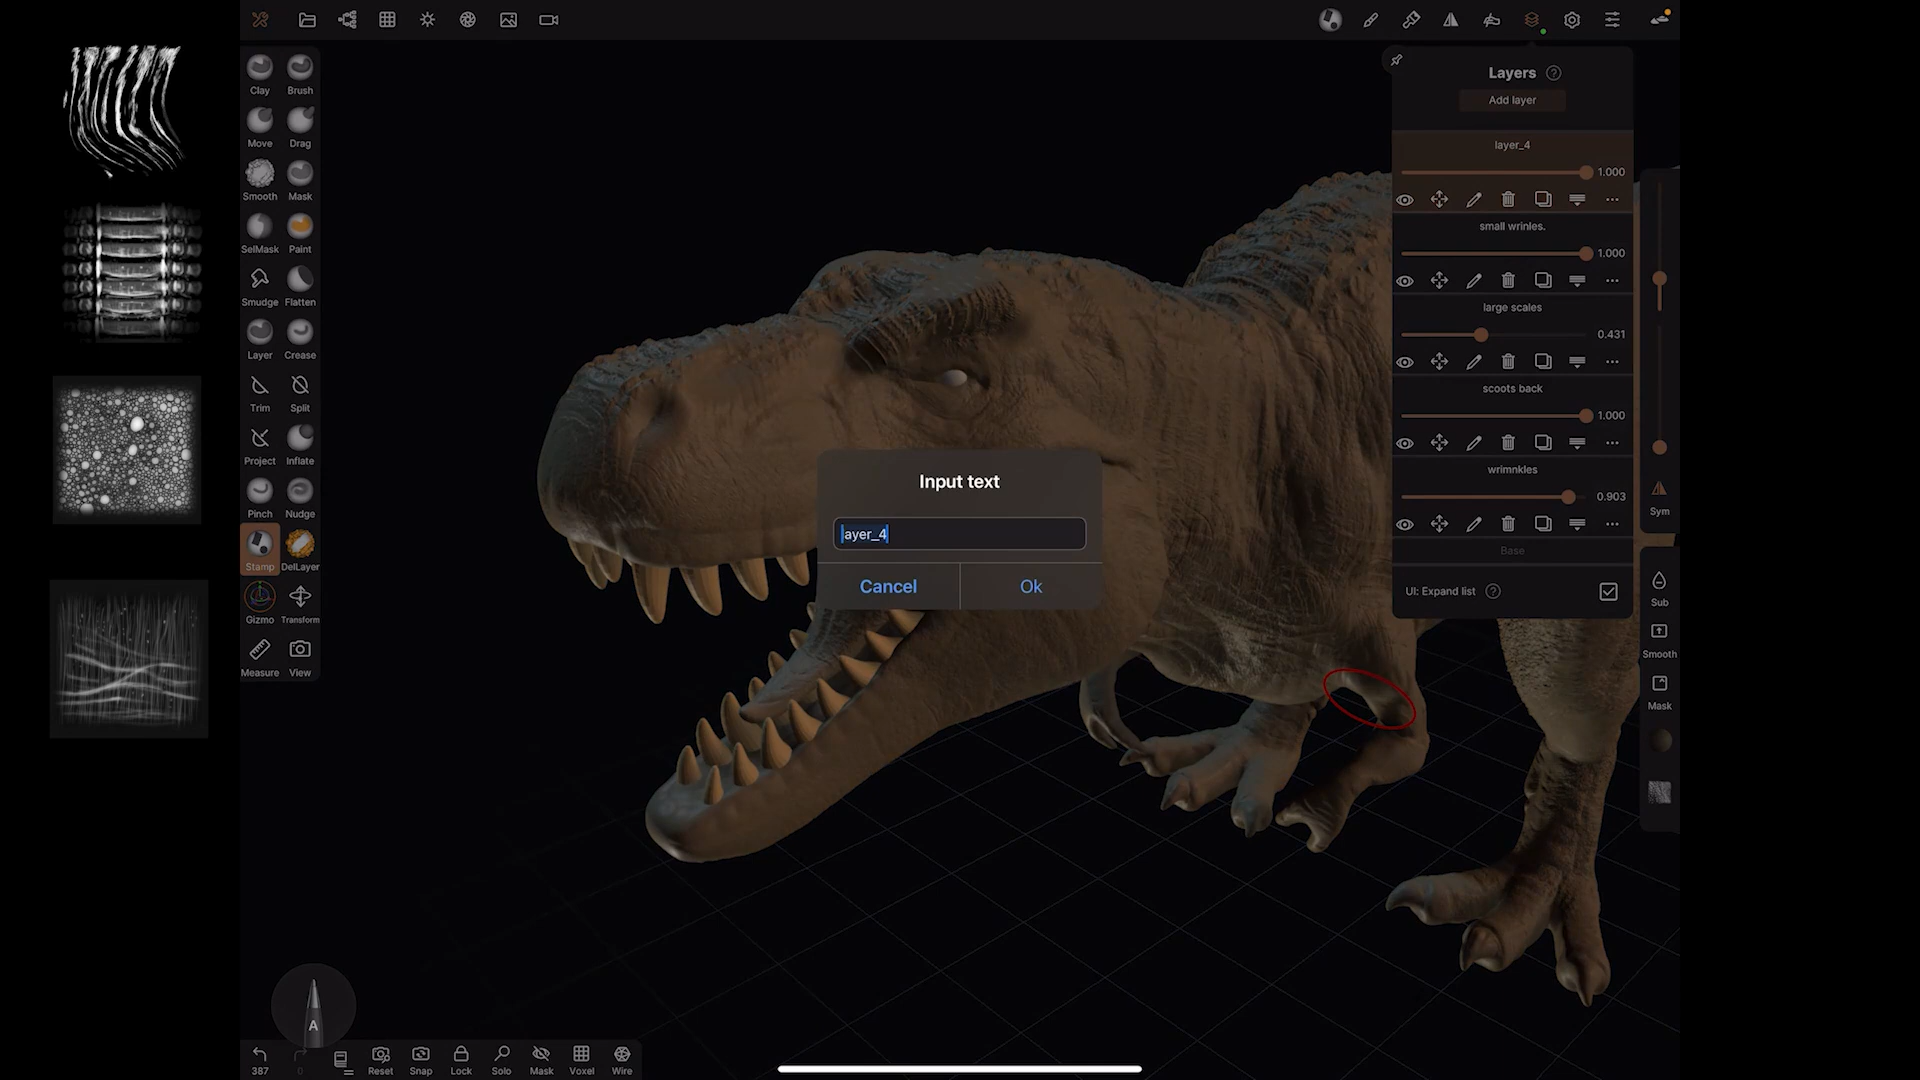 Clay
Brush
Move
Drag
Smooth
Mask
SelMask
Paint
Smudge
Flatten
Layer
Crease
Trim
Split
Project
Inflate
Pinch
Nudge
Stamp
DelLayer
Gizmo
Transform
Measure
View
A
387
0
Reset
Snap
Lock
Solo
Mask
Voxel
Wire
Input text
layer_4
Cancel
Ok
Layers ?
Add layer
layer_4
1.000
small wrinles.
1.000
large scales
0.431
scoots back
1.000
wrimnkles
0.903
Base
UI: Expand list ?
Sym
Sub
Smooth
Mask